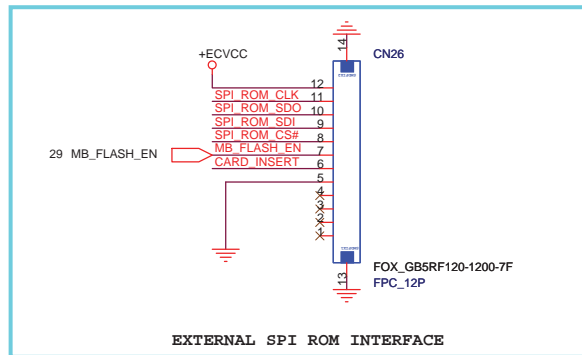 14
CN26
+ECVCC
12
SPI_ROM_CLK 11
SPI_ROM_SDO 10
SPI_ROM_SDI 9
SPI_ROM_CS# 8
29 MB_FLASH_EN MB_FLASH_EN 7
CARD_INSERT 6
5
4
3
2
1
13
FOX_GB5RF120-1200-7F
FPC_12P
EXTERNAL SPI ROM INTERFACE